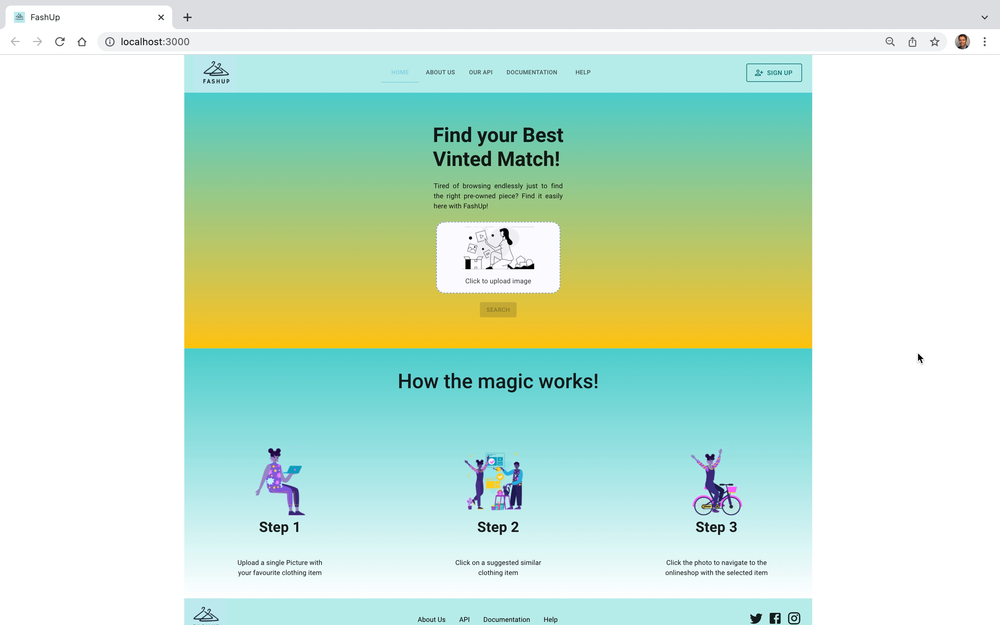 FashUp
localhost:3000
FASHUP
HOME
ABOUT US
OUR API
DOCUMENTATION
HELP
SIGN UP
Find your Best
Vinted Match!
Tired of browsing endlessly just to find
the right pre-owned piece? Find it easily
here with FashUp!
Click to upload image
SEARCH
How the magic works!
Step 1
Step 2
Step 3
Upload a single Picture with
your favourite clothing item
Click on a suggested similar
clothing item
Click the photo to navigate to the
onlineshop with the selected item
About Us
API
Documentation
Help